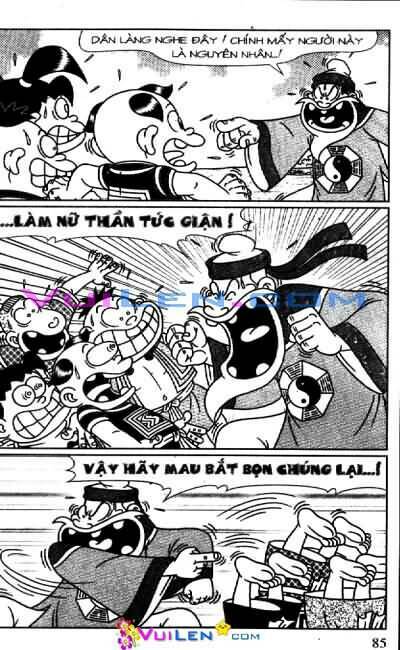 DÂN LÀNG NGHE ĐÂY ! CHÍNH MẤY NGƯỜI NÀY
LÀ NGUYÊN NHÂN..!
...LÀM NỮ THẦN TỨC GIẬN !
VUILEN.COM
VẬY HÃY MAU BẮT BỌN CHÚNG LẠI...!
VUILEN.COM
85